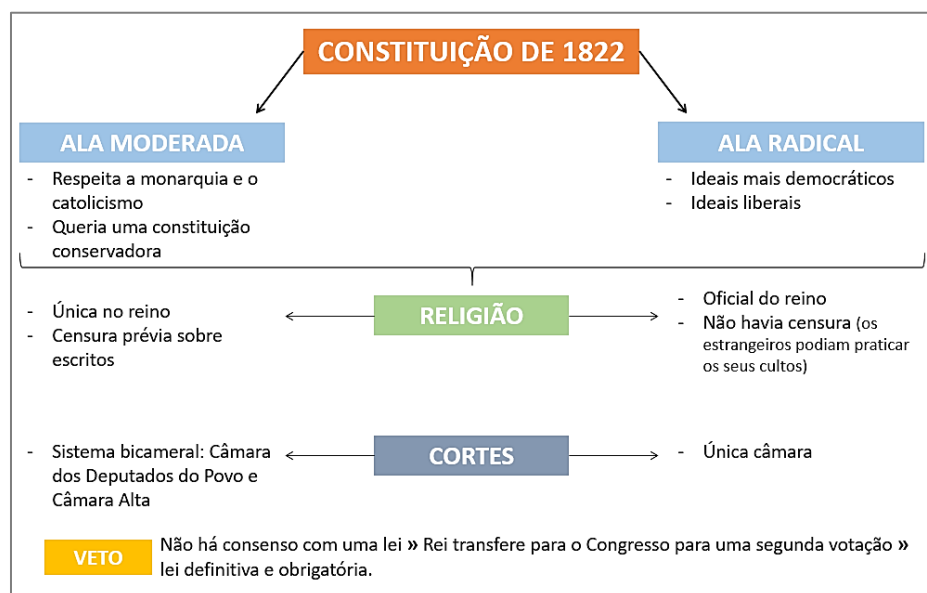 CONSTITUIÇÃO DE 1822
ALA MODERADA
- Respeita a monarquia e o
catolicismo
- Queria uma constituição
conservadora
ALA RADICAL
- Ideais mais democráticos
- Ideais liberais
- Única no reino
- Censura prévia sobre
escritos
RELIGIÃO
- Oficial do reino
- Não havia censura (os
estrangeiros podiam praticar
os seus cultos)
- Sistema bicameral: Câmara
dos Deputados do Povo e
Câmara Alta
CORTES
- Única câmara
VETO
Não há consenso com uma lei » Rei transfere para o Congresso para uma segunda votação »
lei definitiva e obrigatória.